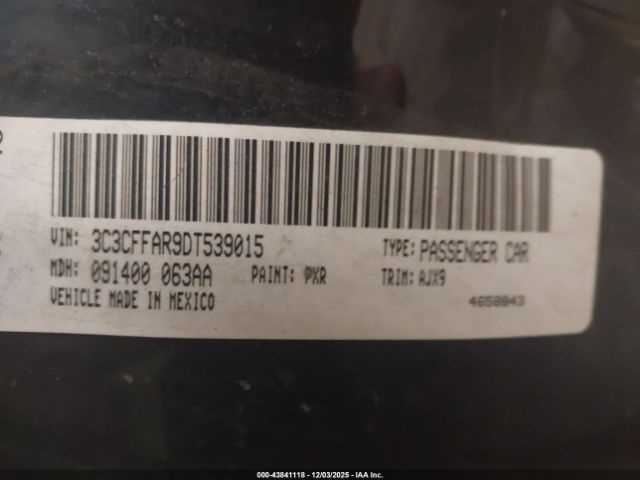 VIN: 3C3CFFAR9DT539015 TYPE: PASSENGER CAR
MDH: 091400 063AA PAINT: PXR TRIM: AJX9
VEHICLE MADE IN MEXICO 4658843
000-43841118 - 12/03/2025 - IAA Inc.